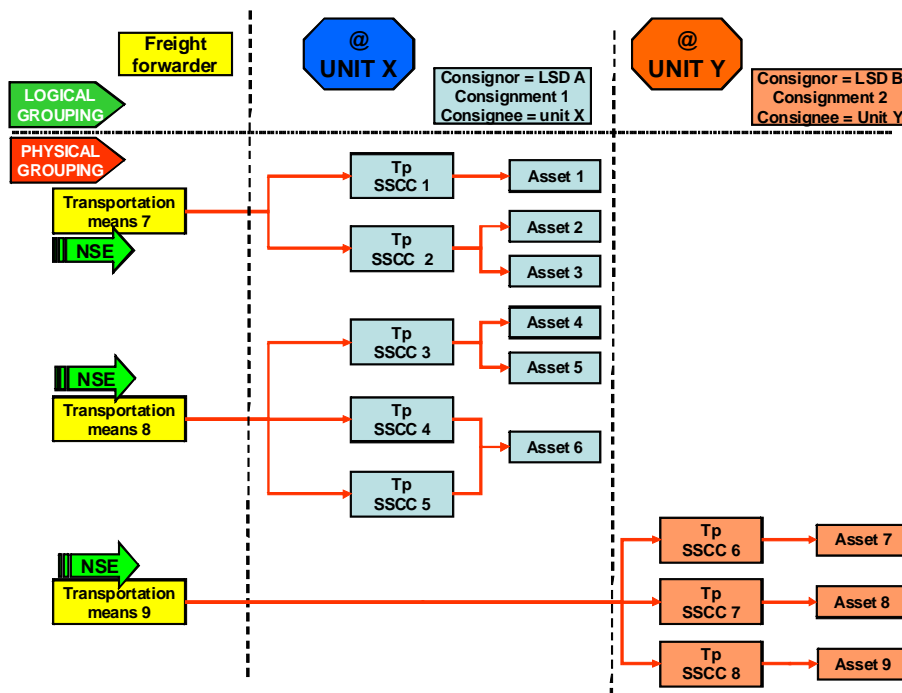 Freight
forwarder
@
UNIT X
@
UNIT Y
Consignor = LSD A
Consignment 1
Consignee = unit X
Consignor = LSD B
Consignment 2
Consignee = Unit Y
LOGICAL
GROUPING
PHYSICAL
GROUPING
Transportation
means 7
NSE
Tp
SSCC 1
Asset 1
Tp
SSCC 2
Asset 2
Asset 3
NSE
Transportation
means 8
Tp
SSCC 3
Asset 4
Asset 5
Tp
SSCC 4
Asset 6
Tp
SSCC 5
NSE
Transportation
means 9
Tp
SSCC 6
Asset 7
Tp
SSCC 7
Asset 8
Tp
SSCC 8
Asset 9